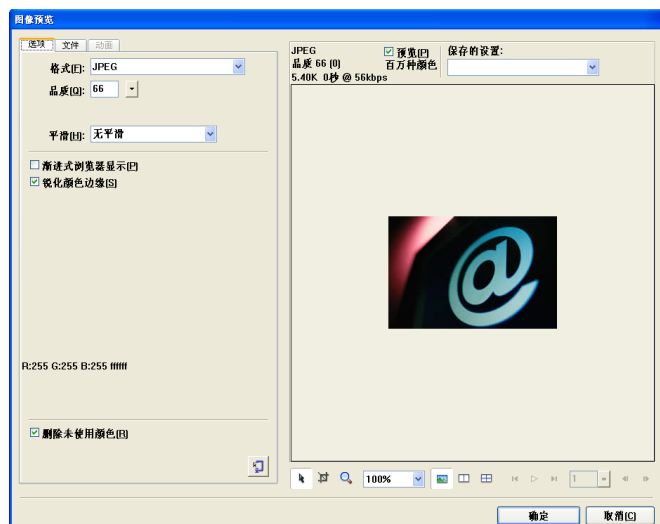 图像预览
选项 文件 动画
格式[F]: JPEG
品质[Q]: 66
平滑[H]: 无平滑
渐进式浏览器显示[P]
锐化颜色边缘[S]
R:255 G:255 B:255 ffffff
删除未使用颜色[R]
JPEG
品质 66 [0]
5.40K 0秒 @ 56kbps
预览[P]
百万种颜色
保存的设置:
@
100%
1
确定 取消[C]